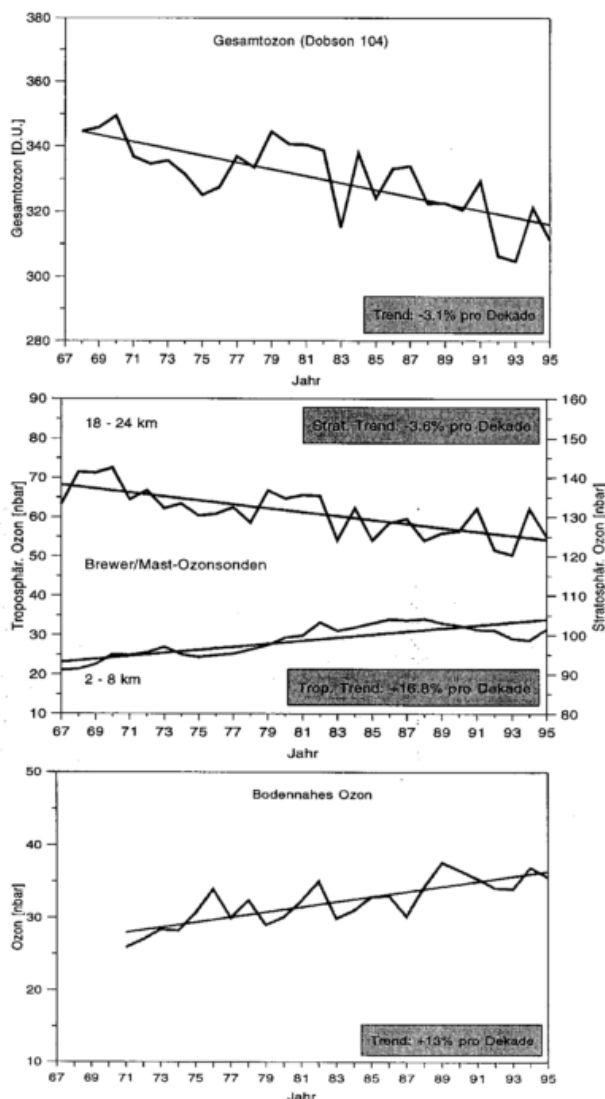 Gesamtozon (Dobson 104)
Gesamtozon [D.U.]
380
360
340
320
300
280
Trend: -3.1% pro Dekade
67 69 71 73 75 77 79 81 83 85 87 89 91 93 95
Jahr
18 - 24 km
Strat. Trend: -3.6% pro Dekade
Troposphär. Ozon [nbar]
90
80
70
60
50
40
30
20
10
Stratosphär. Ozon [nbar]
160
150
140
130
120
110
100
90
80
Brewer/Mast-Ozonsonden
2 - 8 km
Trop. Trend: +16.8% pro Dekade
67 69 71 73 75 77 79 81 83 85 87 89 91 93 95
Jahr
Bodennahes Ozon
Ozon [nbar]
50
40
30
20
10
Trend: +13% pro Dekade
67 69 71 73 75 77 79 81 83 85 87 89 91 93 95
Jahr